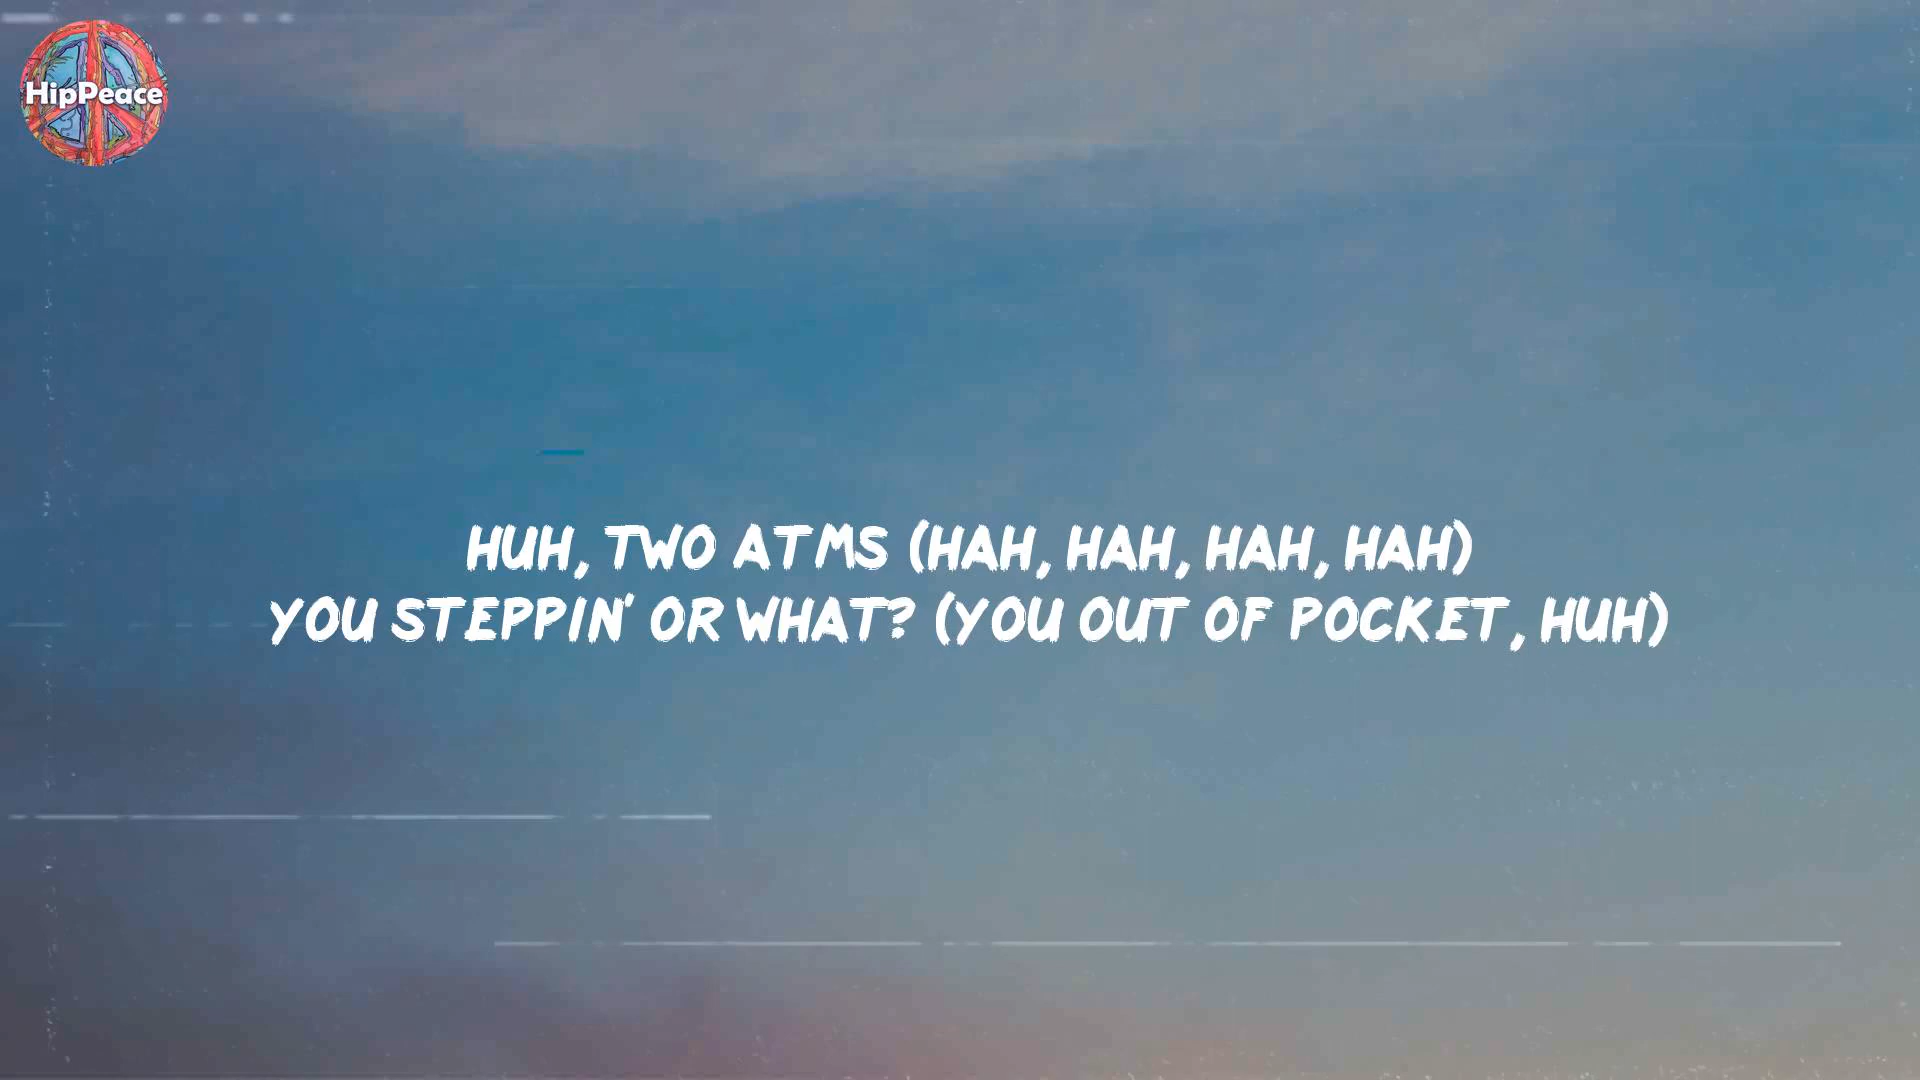 HipPeace
HUH, TWO ATMS (HAH, HAH, HAH, HAH)
YOU STEPPIN' OR WHAT? (YOU OUT OF POCKET, HUH)